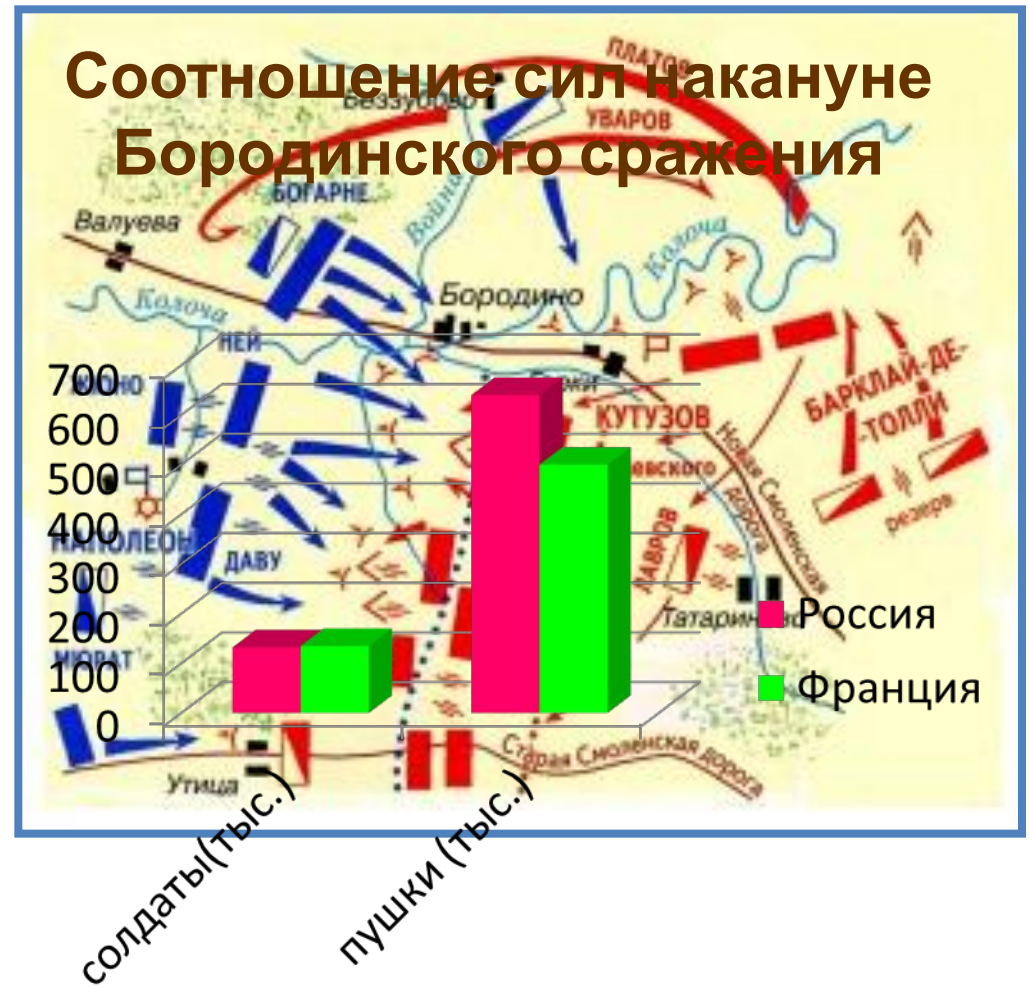 Соотношение сил накануне
Бородинского сражения
ПЛАТОВ
Беззубово
УВАРОВ
БОГАРНЕ
Валуева
Война
Колоча
Колоча
Бородино
НЕЙ
БАРКЛАЙ-ДЕ-
-ТОЛЛИ
КУТУЗОВ
Новая Смоленская
дорога
резерв
НАПОЛЕОН
ДАВУ
Татариново
МЮРАТ
Утица
Старая Смоленская дорога
700
600
500
400
300
200
100
0
солдаты(тыс.)
пушки (тыс.)
Россия
Франция